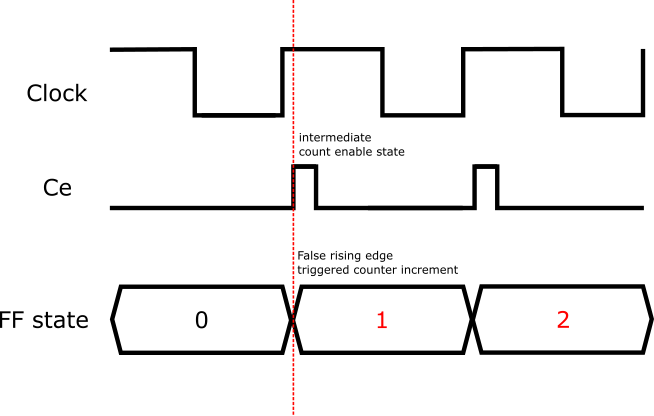 Clock
intermediate
count enable state
Ce
False rising edge
triggered counter increment
FF state
0
1
2